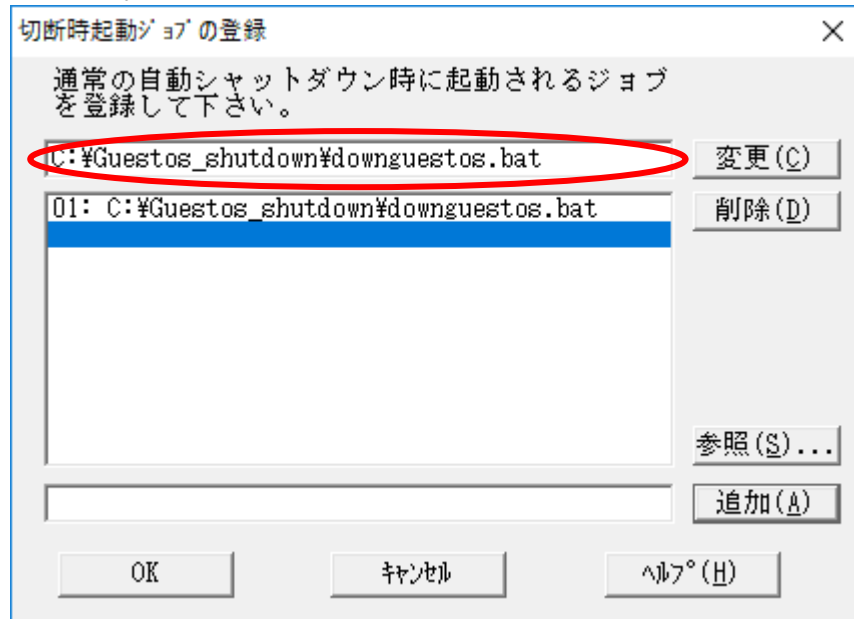 切断時起動ｼﾞｮﾌﾞの登録
通常の自動シャットダウン時に起動されるジョブ
を登録して下さい。
C:¥Guestos_shutdown¥downguestos.bat
変更(C)
01: C:¥Guestos_shutdown¥downguestos.bat
削除(D)
参照(S)...
追加(A)
OK
ｷｬﾝｾﾙ
ﾍﾙﾌﾟ(H)